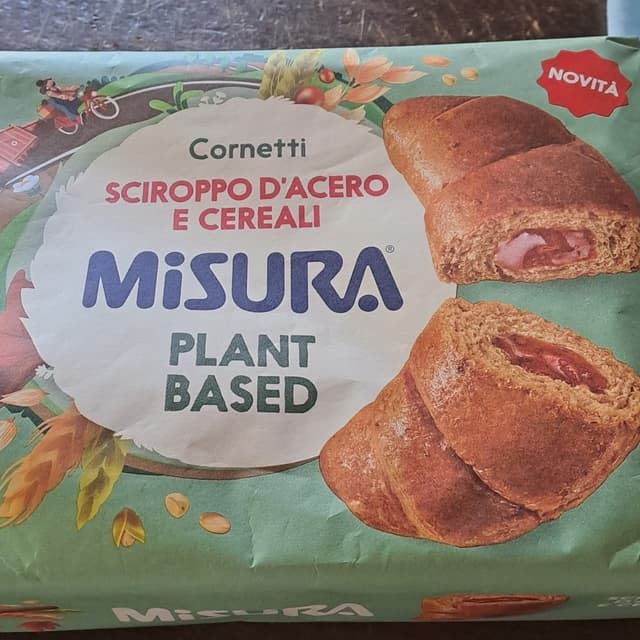 NOVITÀ
Cornetti
SCIROPPO D'ACERO
E CEREALI
MiSURA®
PLANT
BASED
MiSURA